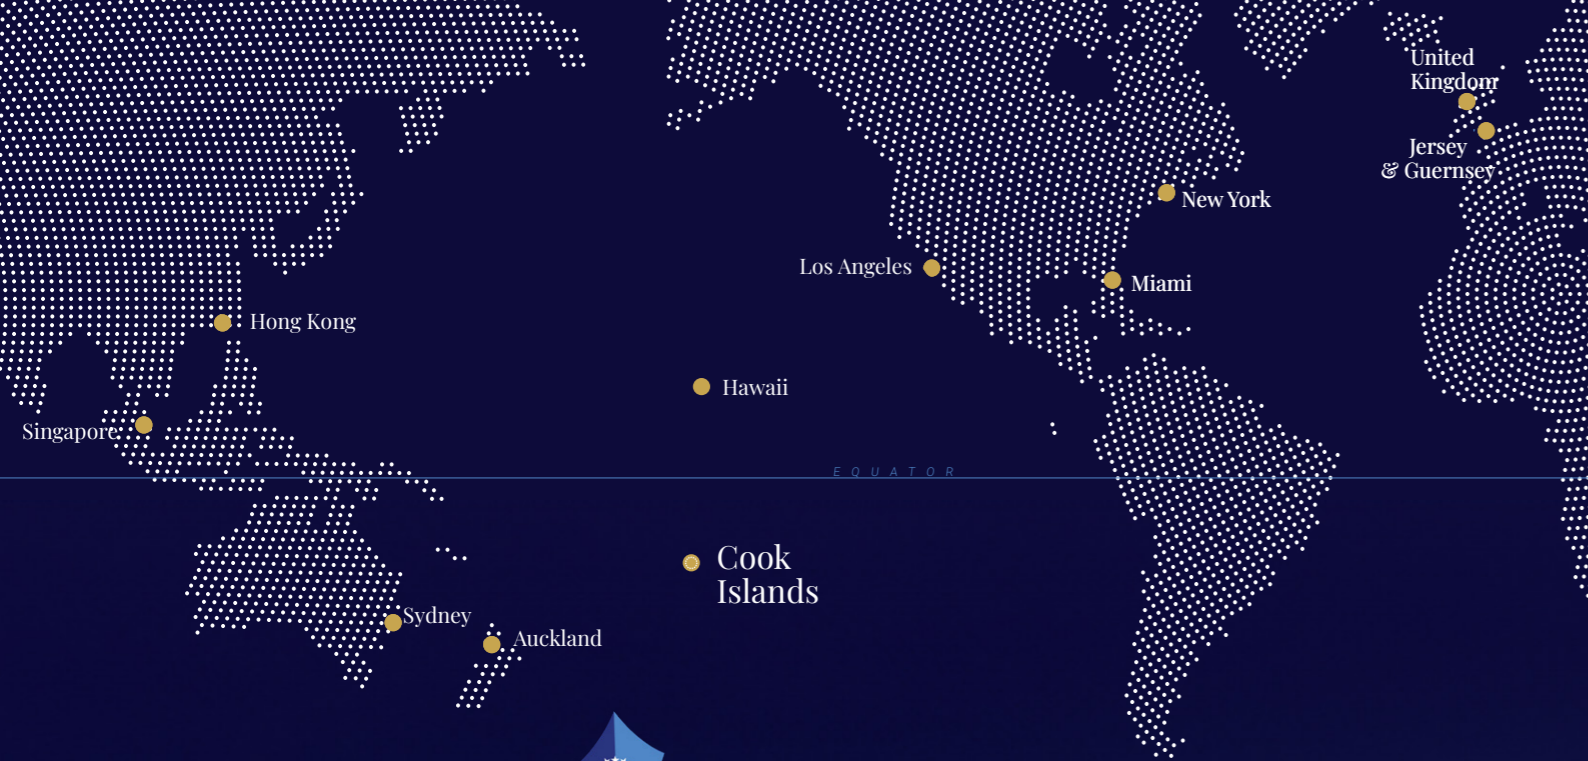 United
Kingdom
Jersey
& Guernsey
New York
Los Angeles
Miami
Hong Kong
Hawaii
Singapore
EQUATOR
Cook
Islands
Sydney
Auckland